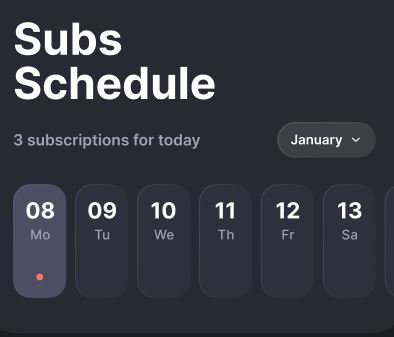 Subs
Schedule
3 subscriptions for today
January
08 09 10 11 12 13
Mo Tu We Th Fr Sa